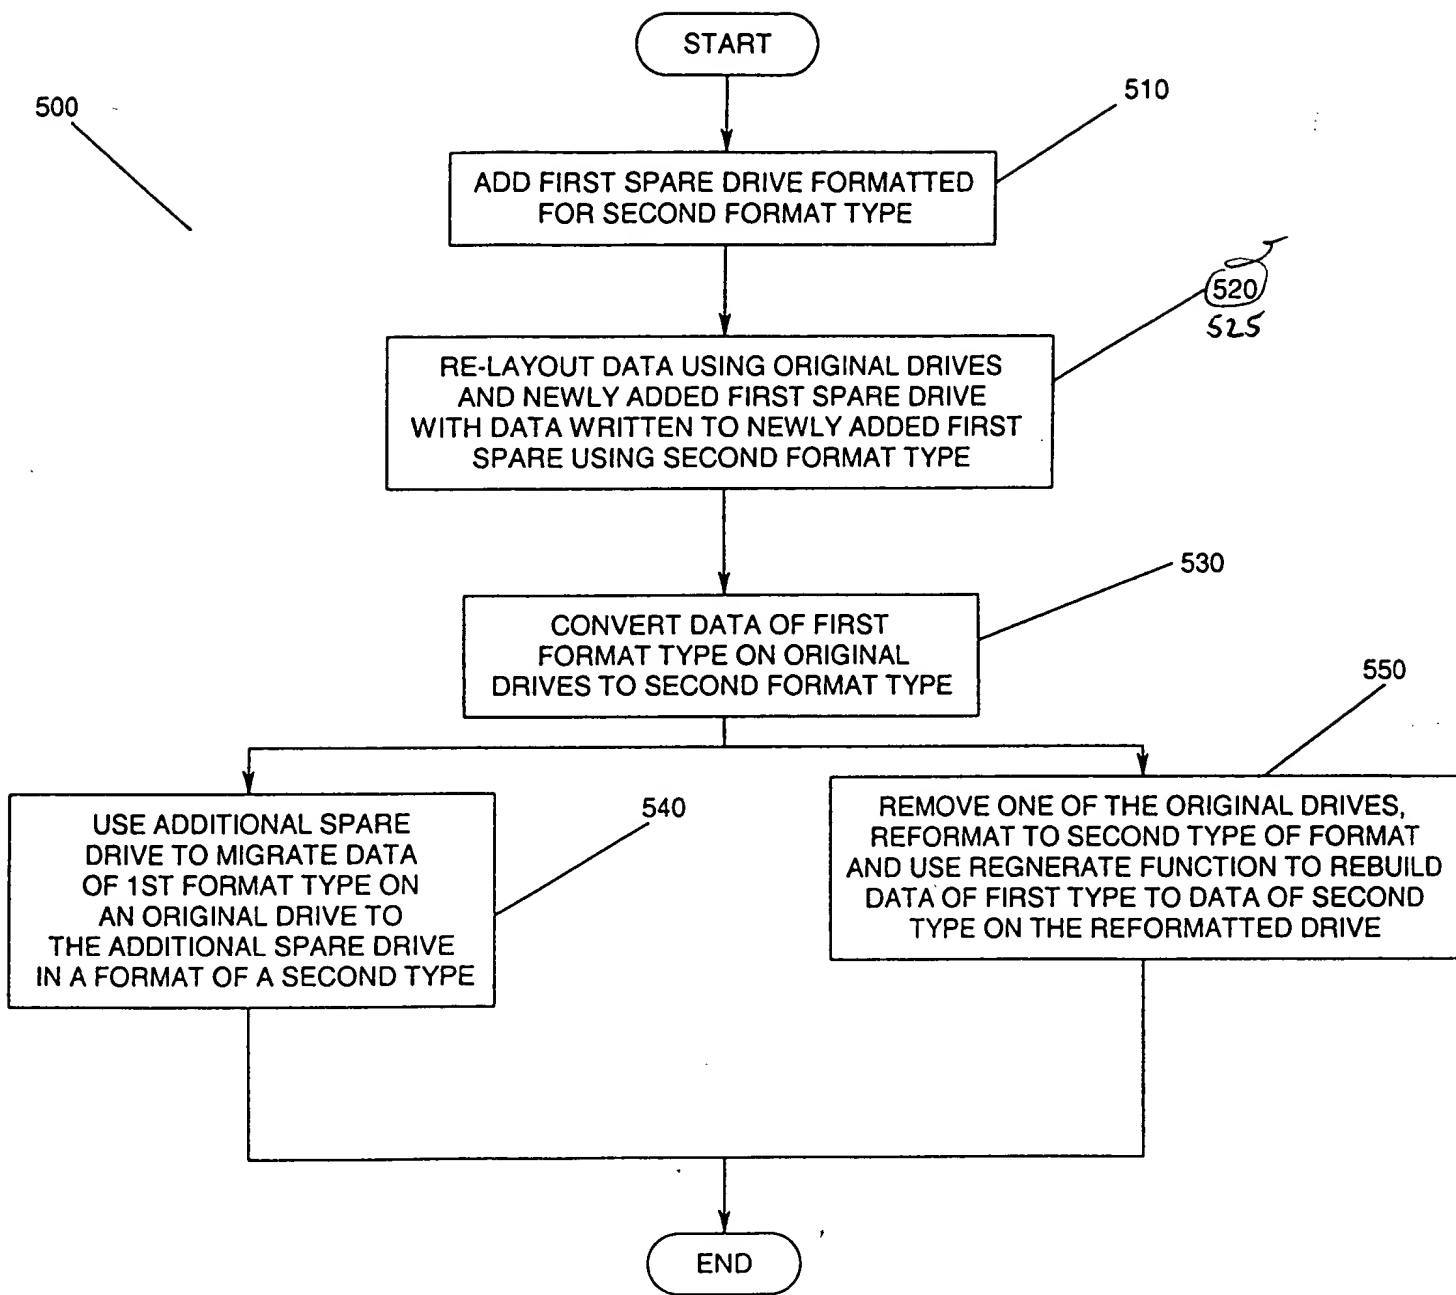 START
500
510
ADD FIRST SPARE DRIVE FORMATTED
FOR SECOND FORMAT TYPE
520
525
RE-LAYOUT DATA USING ORIGINAL DRIVES
AND NEWLY ADDED FIRST SPARE DRIVE
WITH DATA WRITTEN TO NEWLY ADDED FIRST
SPARE USING SECOND FORMAT TYPE
530
CONVERT DATA OF FIRST
FORMAT TYPE ON ORIGINAL
DRIVES TO SECOND FORMAT TYPE
550
540
USE ADDITIONAL SPARE
DRIVE TO MIGRATE DATA
OF 1ST FORMAT TYPE ON
AN ORIGINAL DRIVE TO
THE ADDITIONAL SPARE DRIVE
IN A FORMAT OF A SECOND TYPE
REMOVE ONE OF THE ORIGINAL DRIVES,
REFORMAT TO SECOND TYPE OF FORMAT
AND USE REGNERATE FUNCTION TO REBUILD
DATA OF FIRST TYPE TO DATA OF SECOND
TYPE ON THE REFORMATTED DRIVE
END